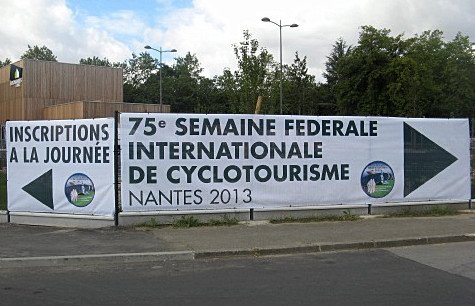 INSCRIPTIONS
A LA JOURNÉE
75e SEMAINE FEDERALE
INTERNATIONALE
DE CYCLOTOURISME
NANTES 2013